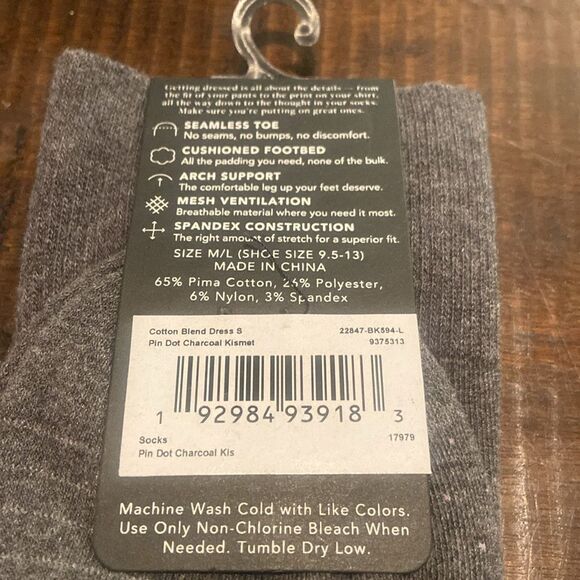 Getting dressed is all about the details — from
the fit of your pants to the print on your shirt,
all the way down to the thought in your socks.
Make sure you're putting on great ones.
SEAMLESS TOE
No seams, no bumps, no discomfort.
CUSHIONED FOOTBED
All the padding you need, none of the bulk.
ARCH SUPPORT
The comfortable leg up your feet deserve.
MESH VENTILATION
Breathable material where you need it most.
SPANDEX CONSTRUCTION
The right amount of stretch for a superior fit.
SIZE M/L (SHOE SIZE 9.5-13)
MADE IN CHINA
65% Pima Cotton, 26% Polyester,
6% Nylon, 3% Spandex
Cotton Blend Dress S 22847-BK594-L
Pin Dot Charcoal Kismet 9375313
1 92984 93918 3
Socks 17979
Pin Dot Charcoal Kis
Machine Wash Cold with Like Colors.
Use Only Non-Chlorine Bleach When
Needed. Tumble Dry Low.